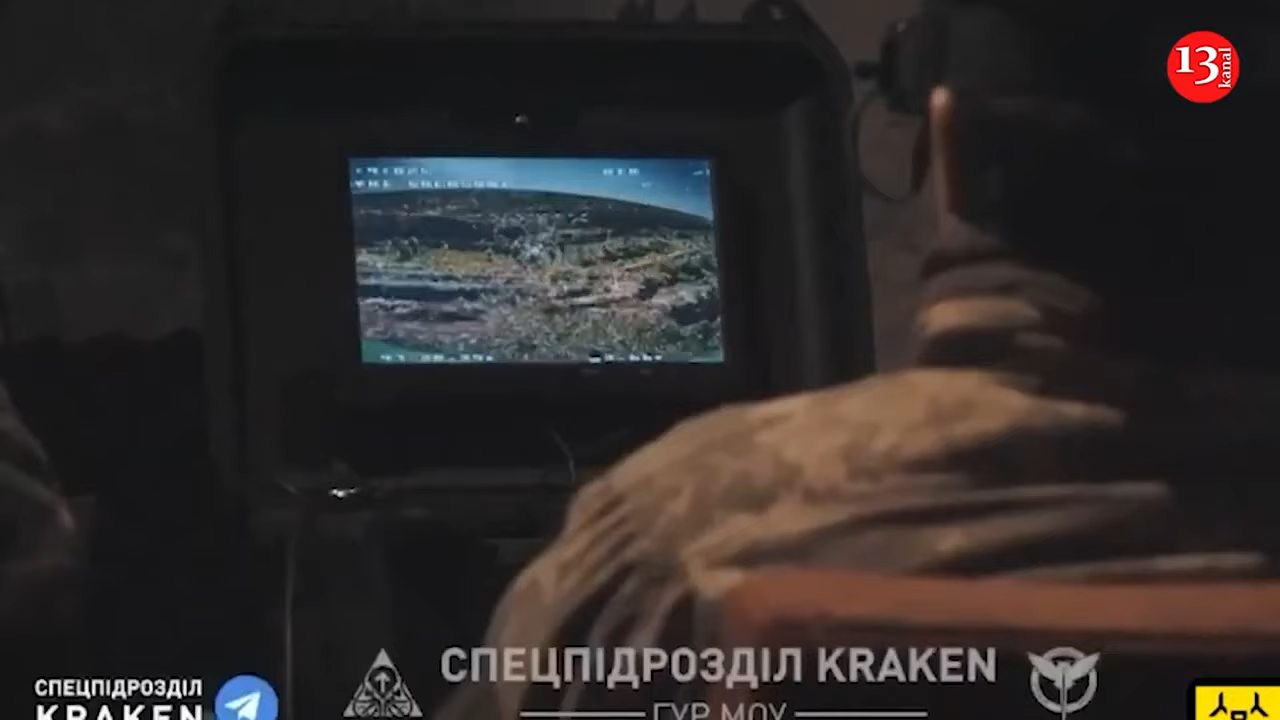 13
kanal
СПЕЦПІДРОЗДІЛ KRAKEN
ГУР МОУ
СПЕЦПІДРОЗДІЛ
KRAKEN